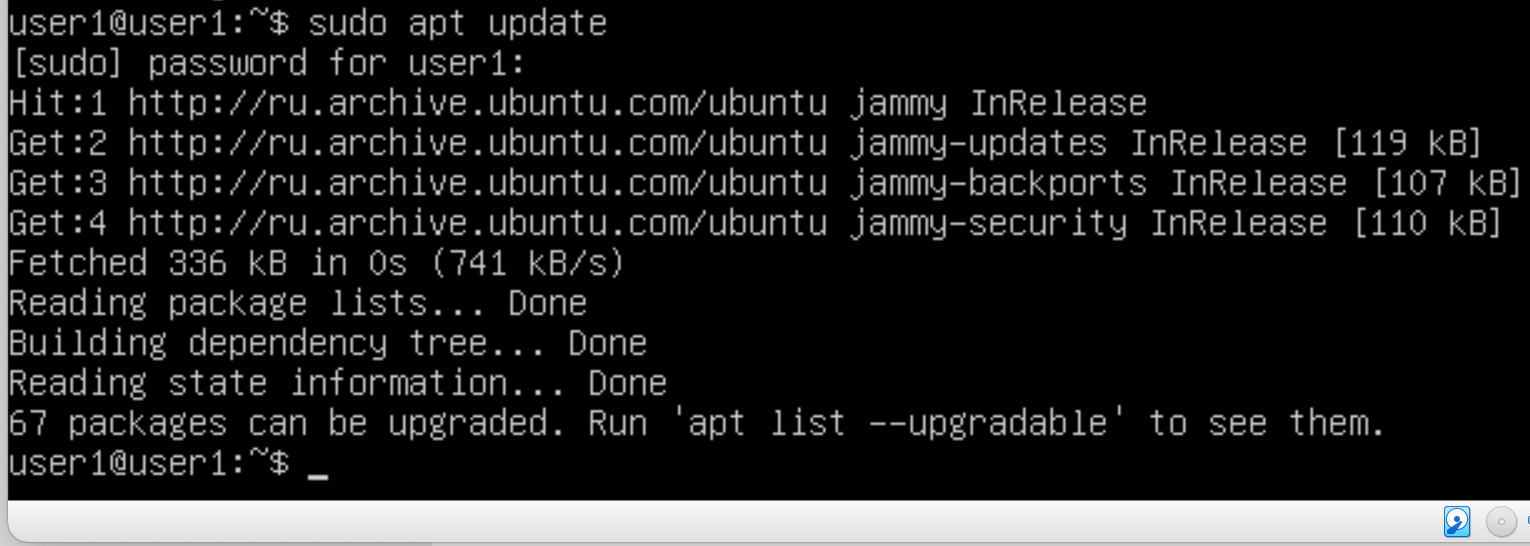 user1@user1:~$ sudo apt update
[sudo] password for user1:
Hit:1 http://ru.archive.ubuntu.com/ubuntu jammy InRelease
Get:2 http://ru.archive.ubuntu.com/ubuntu jammy-updates InRelease [119 kB]
Get:3 http://ru.archive.ubuntu.com/ubuntu jammy-backports InRelease [107 kB]
Get:4 http://ru.archive.ubuntu.com/ubuntu jammy-security InRelease [110 kB]
Fetched 336 kB in 0s (741 kB/s)
Reading package lists... Done
Building dependency tree... Done
Reading state information... Done
67 packages can be upgraded. Run 'apt list --upgradable' to see them.
user1@user1:~$ _